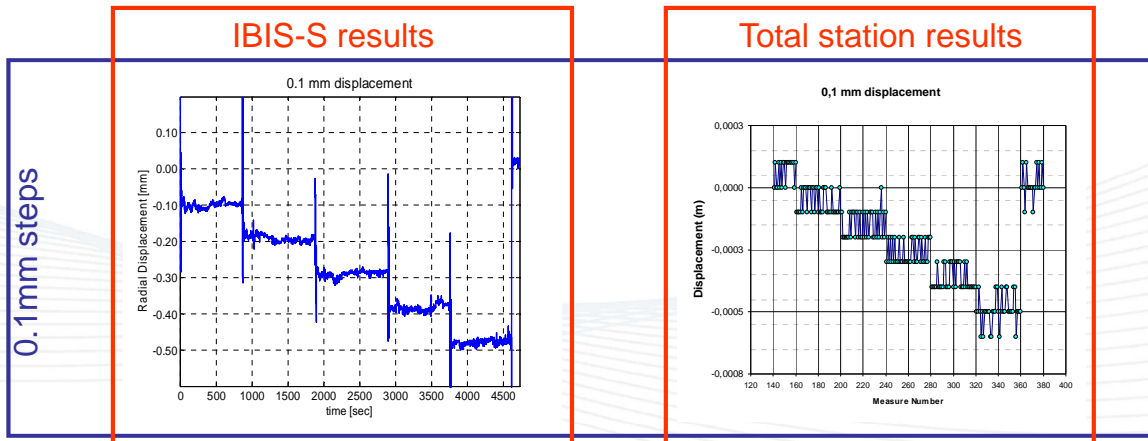 IBIS-S results
Total station results
0.1mm steps
0.1 mm displacement
Radial Displacement [mm]
0.10
0.00
-0.10
-0.20
-0.30
-0.40
-0.50
0 500 1000 1500 2000 2500 3000 3500 4000 4500
time [sec]
0,1 mm displacement
Displacement (m)
0,0003
0,0000
-0,0003
-0,0005
-0,0008
120 140 160 180 200 220 240 260 280 300 320 340 360 380 400
Measure Number